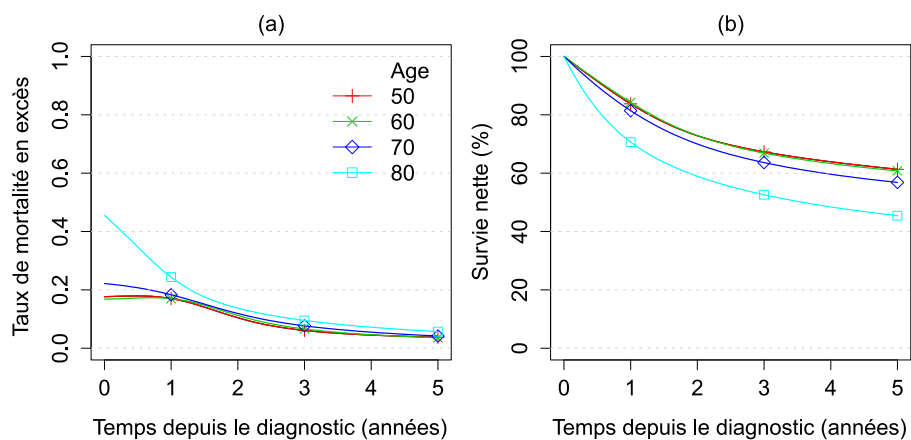 (a)
Taux de mortalité en excès
1.0
0.8
0.6
0.4
0.2
0.0
Age
50
60
70
80
0 1 2 3 4 5
Temps depuis le diagnostic (années)
(b)
Survie nette (%)
100
80
60
40
20
0
0 1 2 3 4 5
Temps depuis le diagnostic (années)